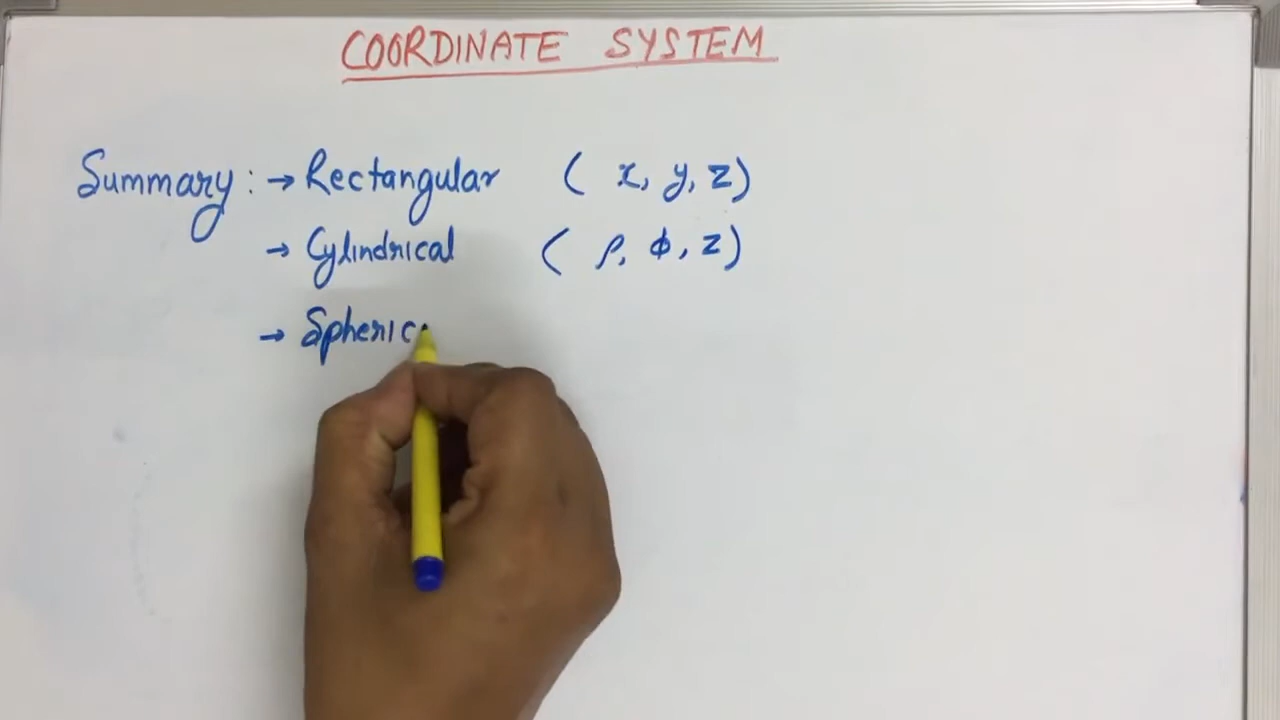 COORDINATE SYSTEM
Summary: → Rectangular ( x, y, z)
→ Cylindrical ( ρ, φ, z)
→ Spheric